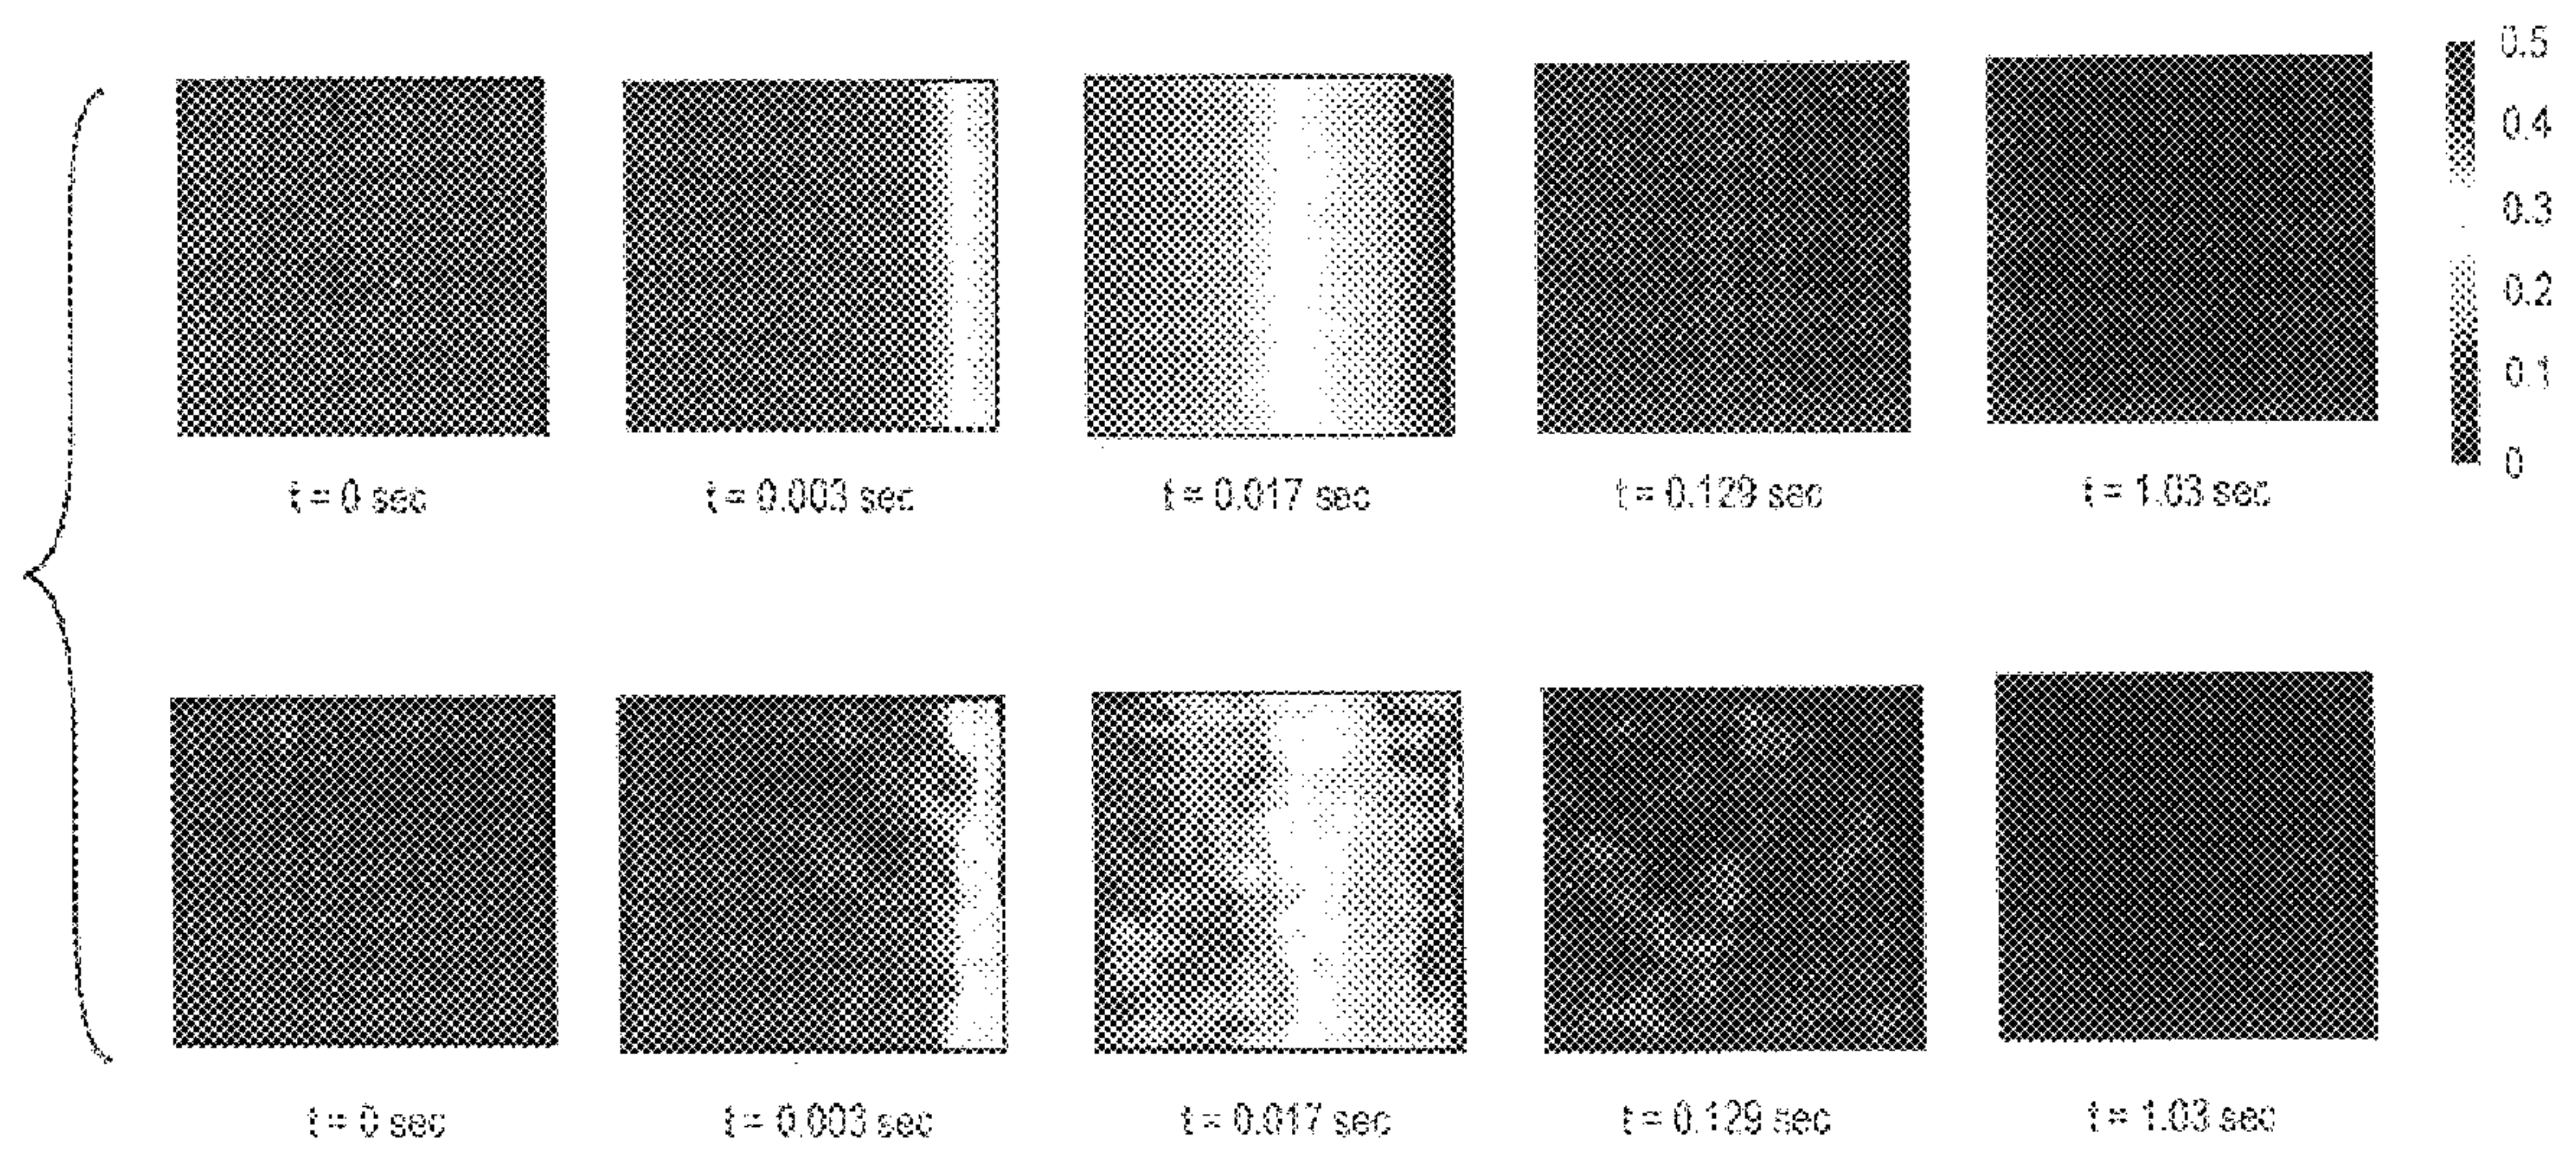 t = 0 sec
t = 0.003 sec
t = 0.017 sec
t = 0.129 sec
t = 1.03 sec
0.5
0.4
0.3
0.2
0.1
0
t = 0 sec
t = 0.003 sec
t = 0.017 sec
t = 0.129 sec
t = 1.03 sec